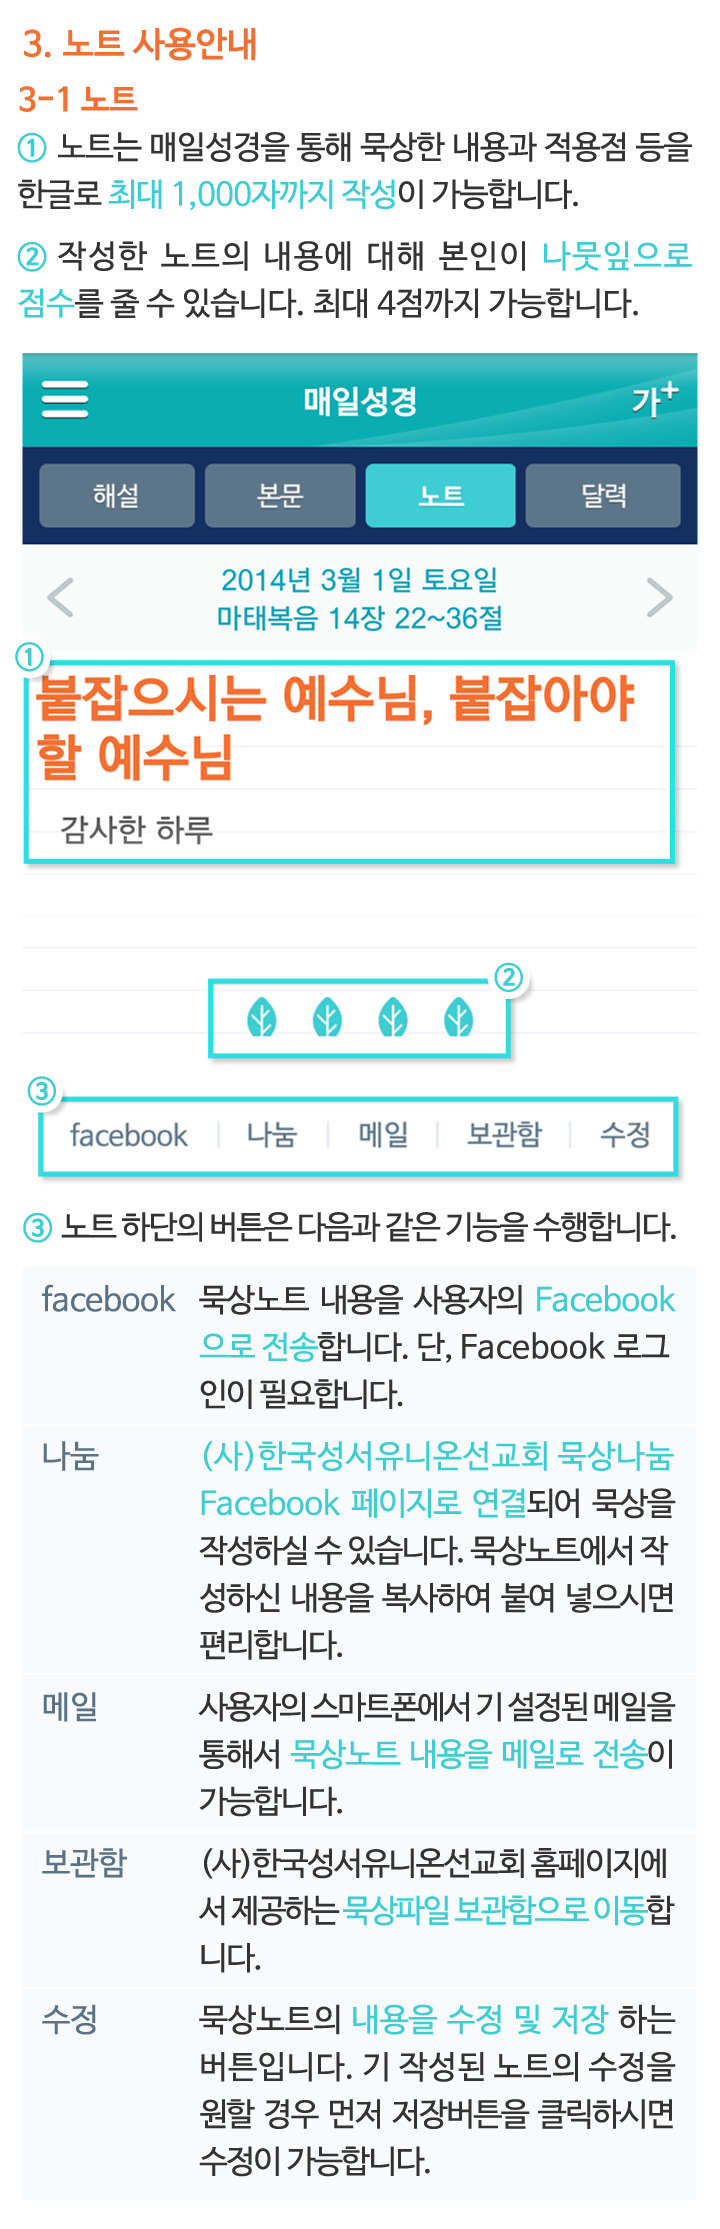 3. 노트 사용안내
3-1 노트
① 노트는 매일성경을 통해 묵상한 내용과 적용점 등을
한글로 최대 1,000자까지 작성이 가능합니다.
② 작성한 노트의 내용에 대해 본인이 나뭇잎으로
점수를 줄 수 있습니다. 최대 4점까지 가능합니다.
매일성경 가+
해설 본문 노트 달력
2014년 3월 1일 토요일
마태복음 14장 22~36절
①
붙잡으시는 예수님, 붙잡아야
할 예수님
감사한 하루
②
③
facebook | 나눔 | 메일 | 보관함 | 수정
③ 노트 하단의 버튼은 다음과 같은 기능을 수행합니다.
facebook 묵상노트 내용을 사용자의 Facebook
으로 전송합니다. 단, Facebook 로그
인이 필요합니다.
나눔 (사)한국성서유니온선교회 묵상나눔
Facebook 페이지로 연결되어 묵상을
작성하실 수 있습니다. 묵상노트에서 작
성하신 내용을 복사하여 붙여 넣으시면
편리합니다.
메일 사용자의 스마트폰에서 기 설정된 메일을
통해서 묵상노트 내용을 메일로 전송이
가능합니다.
보관함 (사)한국성서유니온선교회 홈페이지에
서 제공하는 묵상파일 보관함으로 이동합
니다.
수정 묵상노트의 내용을 수정 및 저장 하는
버튼입니다. 기 작성된 노트의 수정을
원할 경우 먼저 저장버튼을 클릭하시면
수정이 가능합니다.